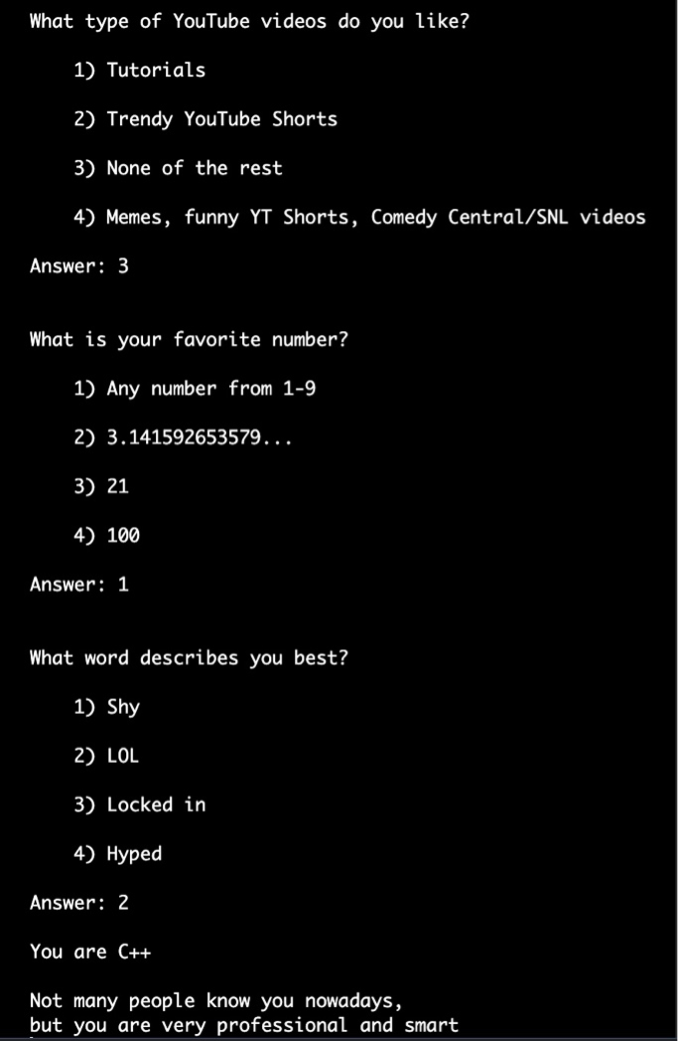 What type of YouTube videos do you like?
1) Tutorials
2) Trendy YouTube Shorts
3) None of the rest
4) Memes, funny YT Shorts, Comedy Central/SNL videos
Answer: 3
What is your favorite number?
1) Any number from 1-9
2) 3.141592653579...
3) 21
4) 100
Answer: 1
What word describes you best?
1) Shy
2) LOL
3) Locked in
4) Hyped
Answer: 2
You are C++
Not many people know you nowadays,
but you are very professional and smart